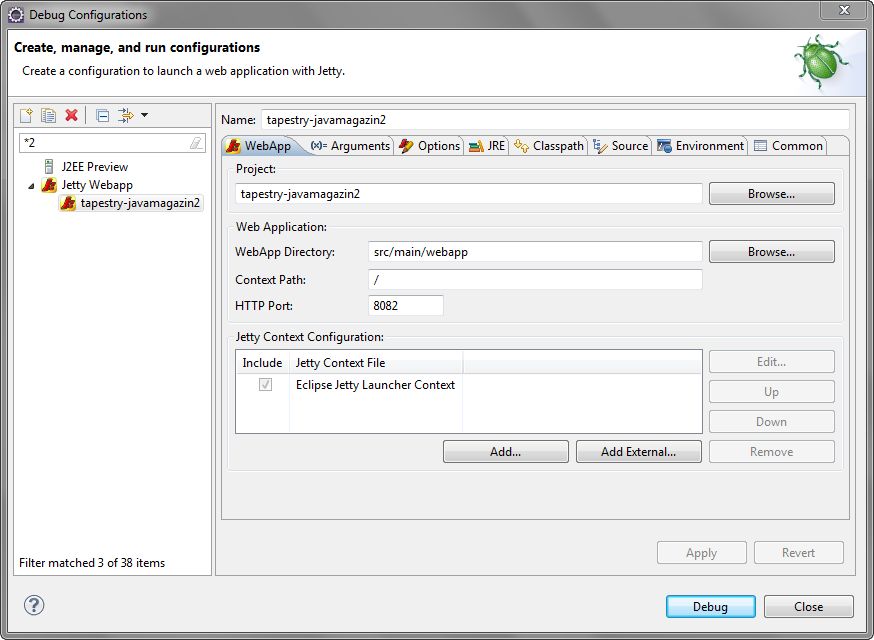 Debug Configurations
Create, manage, and run configurations
Create a configuration to launch a web application with Jetty.
*2
J2EE Preview
Jetty Webapp
tapestry-javamagazin2
Filter matched 3 of 38 items
Name: tapestry-javamagazin2
WebApp (x)= Arguments Options JRE Classpath Source Environment Common
Project:
tapestry-javamagazin2 Browse...
Web Application:
WebApp Directory: src/main/webapp Browse...
Context Path: /
HTTP Port: 8082
Jetty Context Configuration:
Include Jetty Context File Edit...
Eclipse Jetty Launcher Context Up
Down
Add... Add External... Remove
Apply Revert
? Debug Close